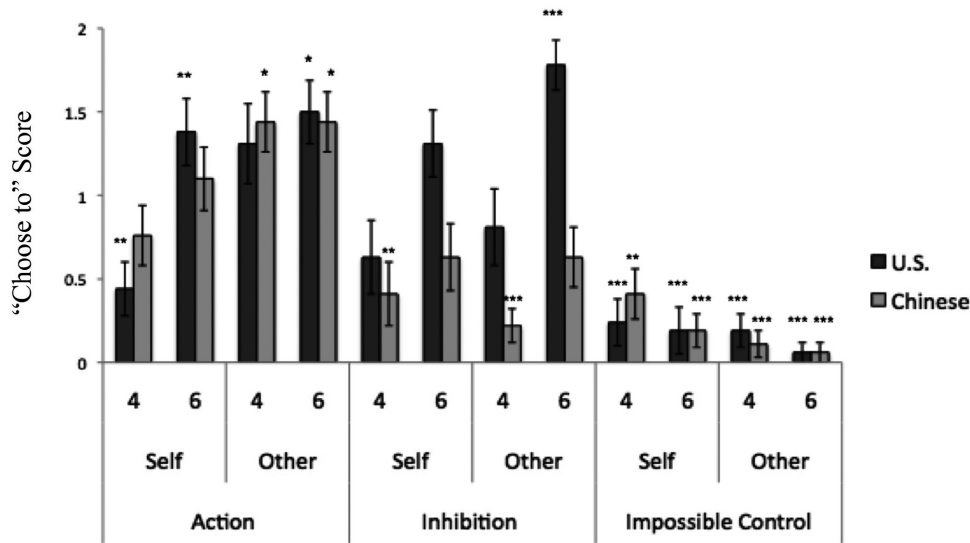 ***
2
** * * *
1.5
“Choose to” Score
1
** ** ***
0.5
*** ** *** *** *** *** *** ***
0
U.S.
Chinese
4 6 4 6 4 6 4 6 4 6 4 6
Self Other Self Other Self Other
Action Inhibition Impossible Control